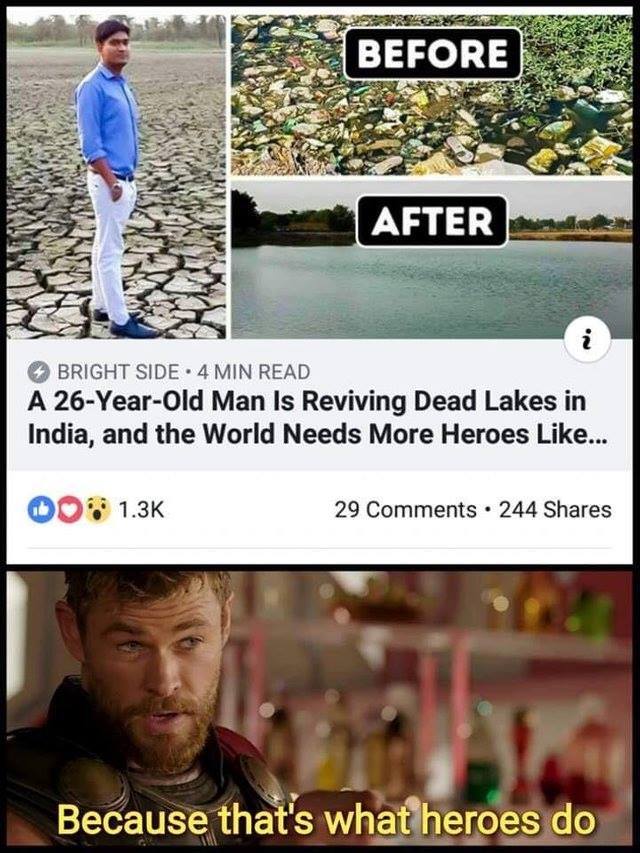 BEFORE
AFTER
i
BRIGHT SIDE • 4 MIN READ
A 26-Year-Old Man Is Reviving Dead Lakes in
India, and the World Needs More Heroes Like...
1.3K 29 Comments • 244 Shares
Because that's what heroes do